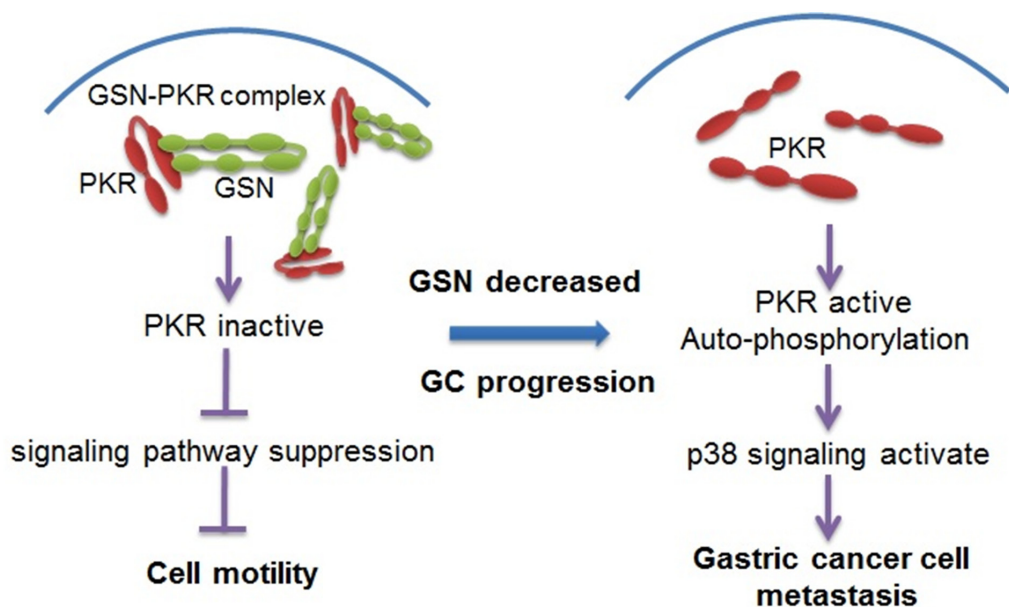 GSN-PKR complex
PKR
GSN
PKR inactive
signaling pathway suppression
Cell motility
GSN decreased
GC progression
PKR
PKR active
Auto-phosphorylation
p38 signaling activate
Gastric cancer cell
metastasis